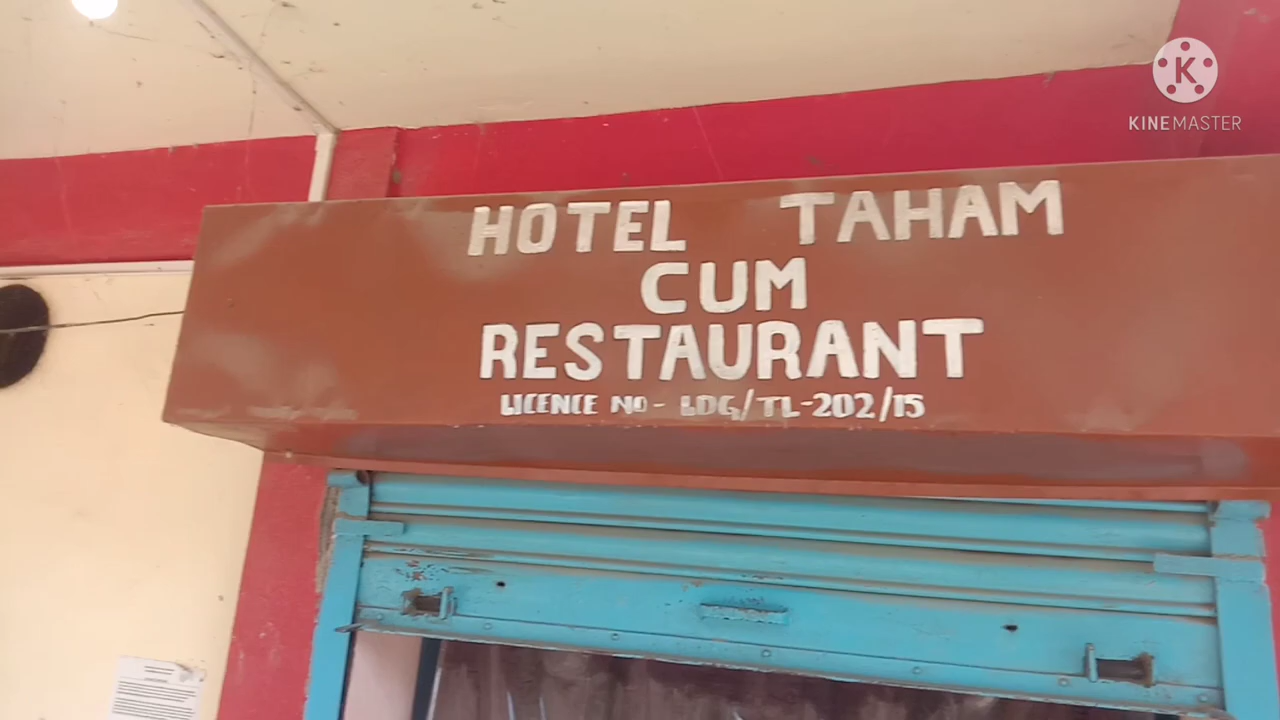 HOTEL TAHAM
CUM
RESTAURANT
LICENCE No- LDG/TL-202/15
K
KINEMASTER